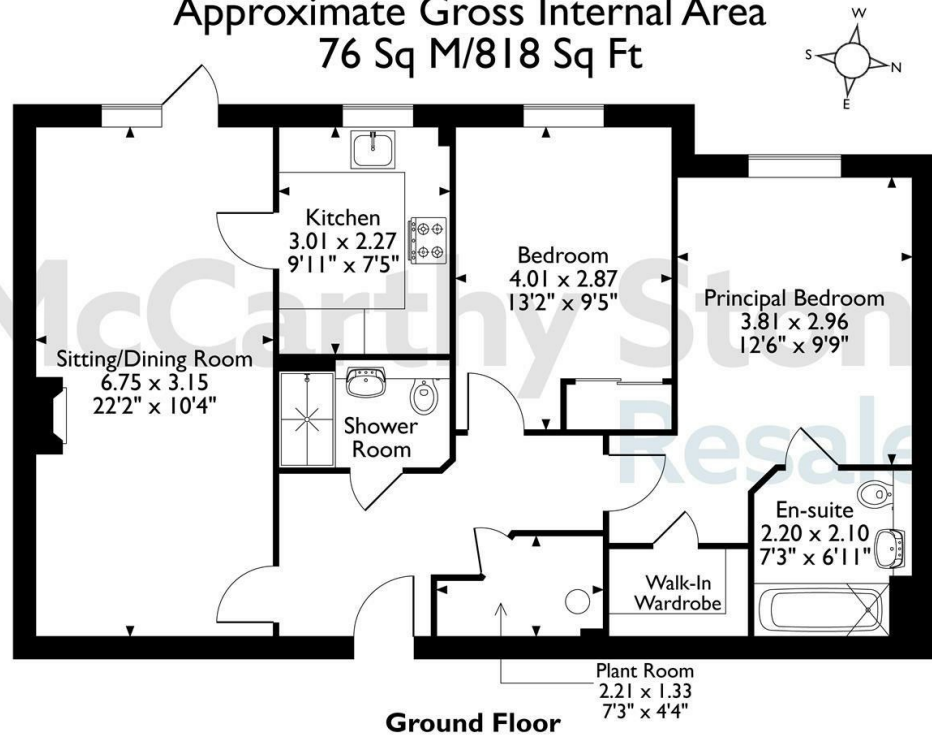 Approximate Gross Internal Area
76 Sq M/818 Sq Ft
W
S
N
E
Kitchen
3.01 x 2.27
9'11" x 7'5"
Bedroom
4.01 x 2.87
13'2" x 9'5"
Principal Bedroom
3.81 x 2.96
12'6" x 9'9"
McCarthy Ston
Resale
Sitting/Dining Room
6.75 x 3.15
22'2" x 10'4"
Shower
Room
En-suite
2.20 x 2.10
7'3" x 6'11"
Walk-In
Wardrobe
Plant Room
2.21 x 1.33
7'3" x 4'4"
Ground Floor